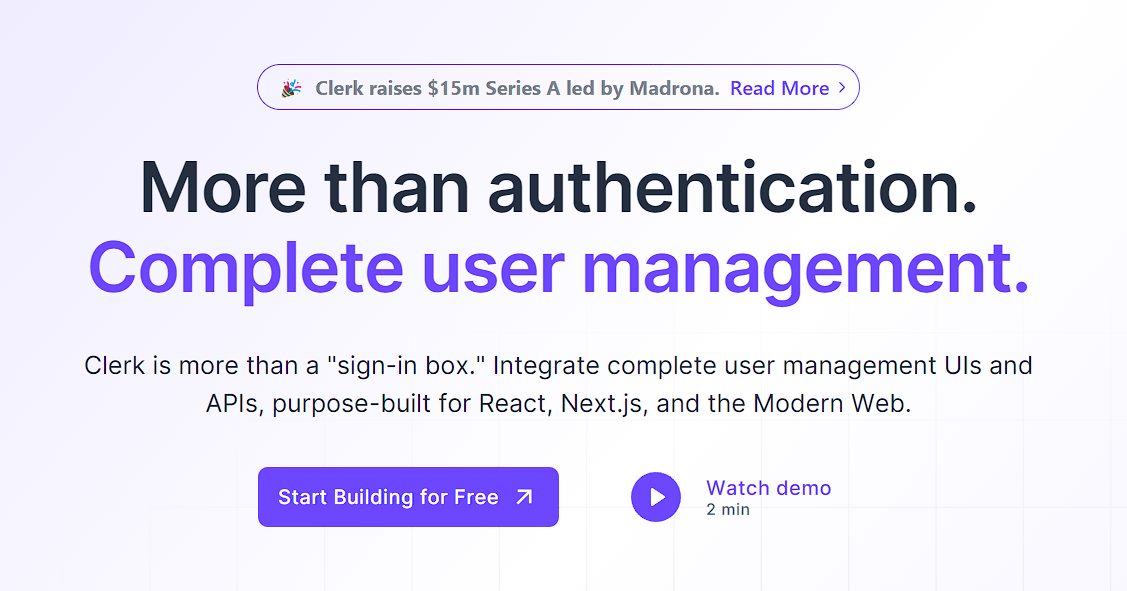 🎉 Clerk raises $15m Series A led by Madrona. Read More >
More than authentication.
Complete user management.
Clerk is more than a "sign-in box." Integrate complete user management UIs and
APIs, purpose-built for React, Next.js, and the Modern Web.
Start Building for Free
Watch demo
2 min